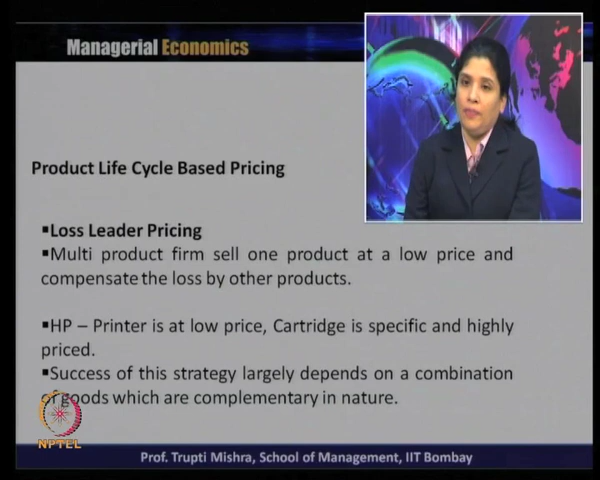 Managerial Economics
Product Life Cycle Based Pricing
▪Loss Leader Pricing
▪Multi product firm sell one product at a low price and
compensate the loss by other products.
▪HP – Printer is at low price, Cartridge is specific and highly
priced.
▪Success of this strategy largely depends on a combination
of goods which are complementary in nature.
NPTEL
Prof. Trupti Mishra, School of Management, IIT Bombay